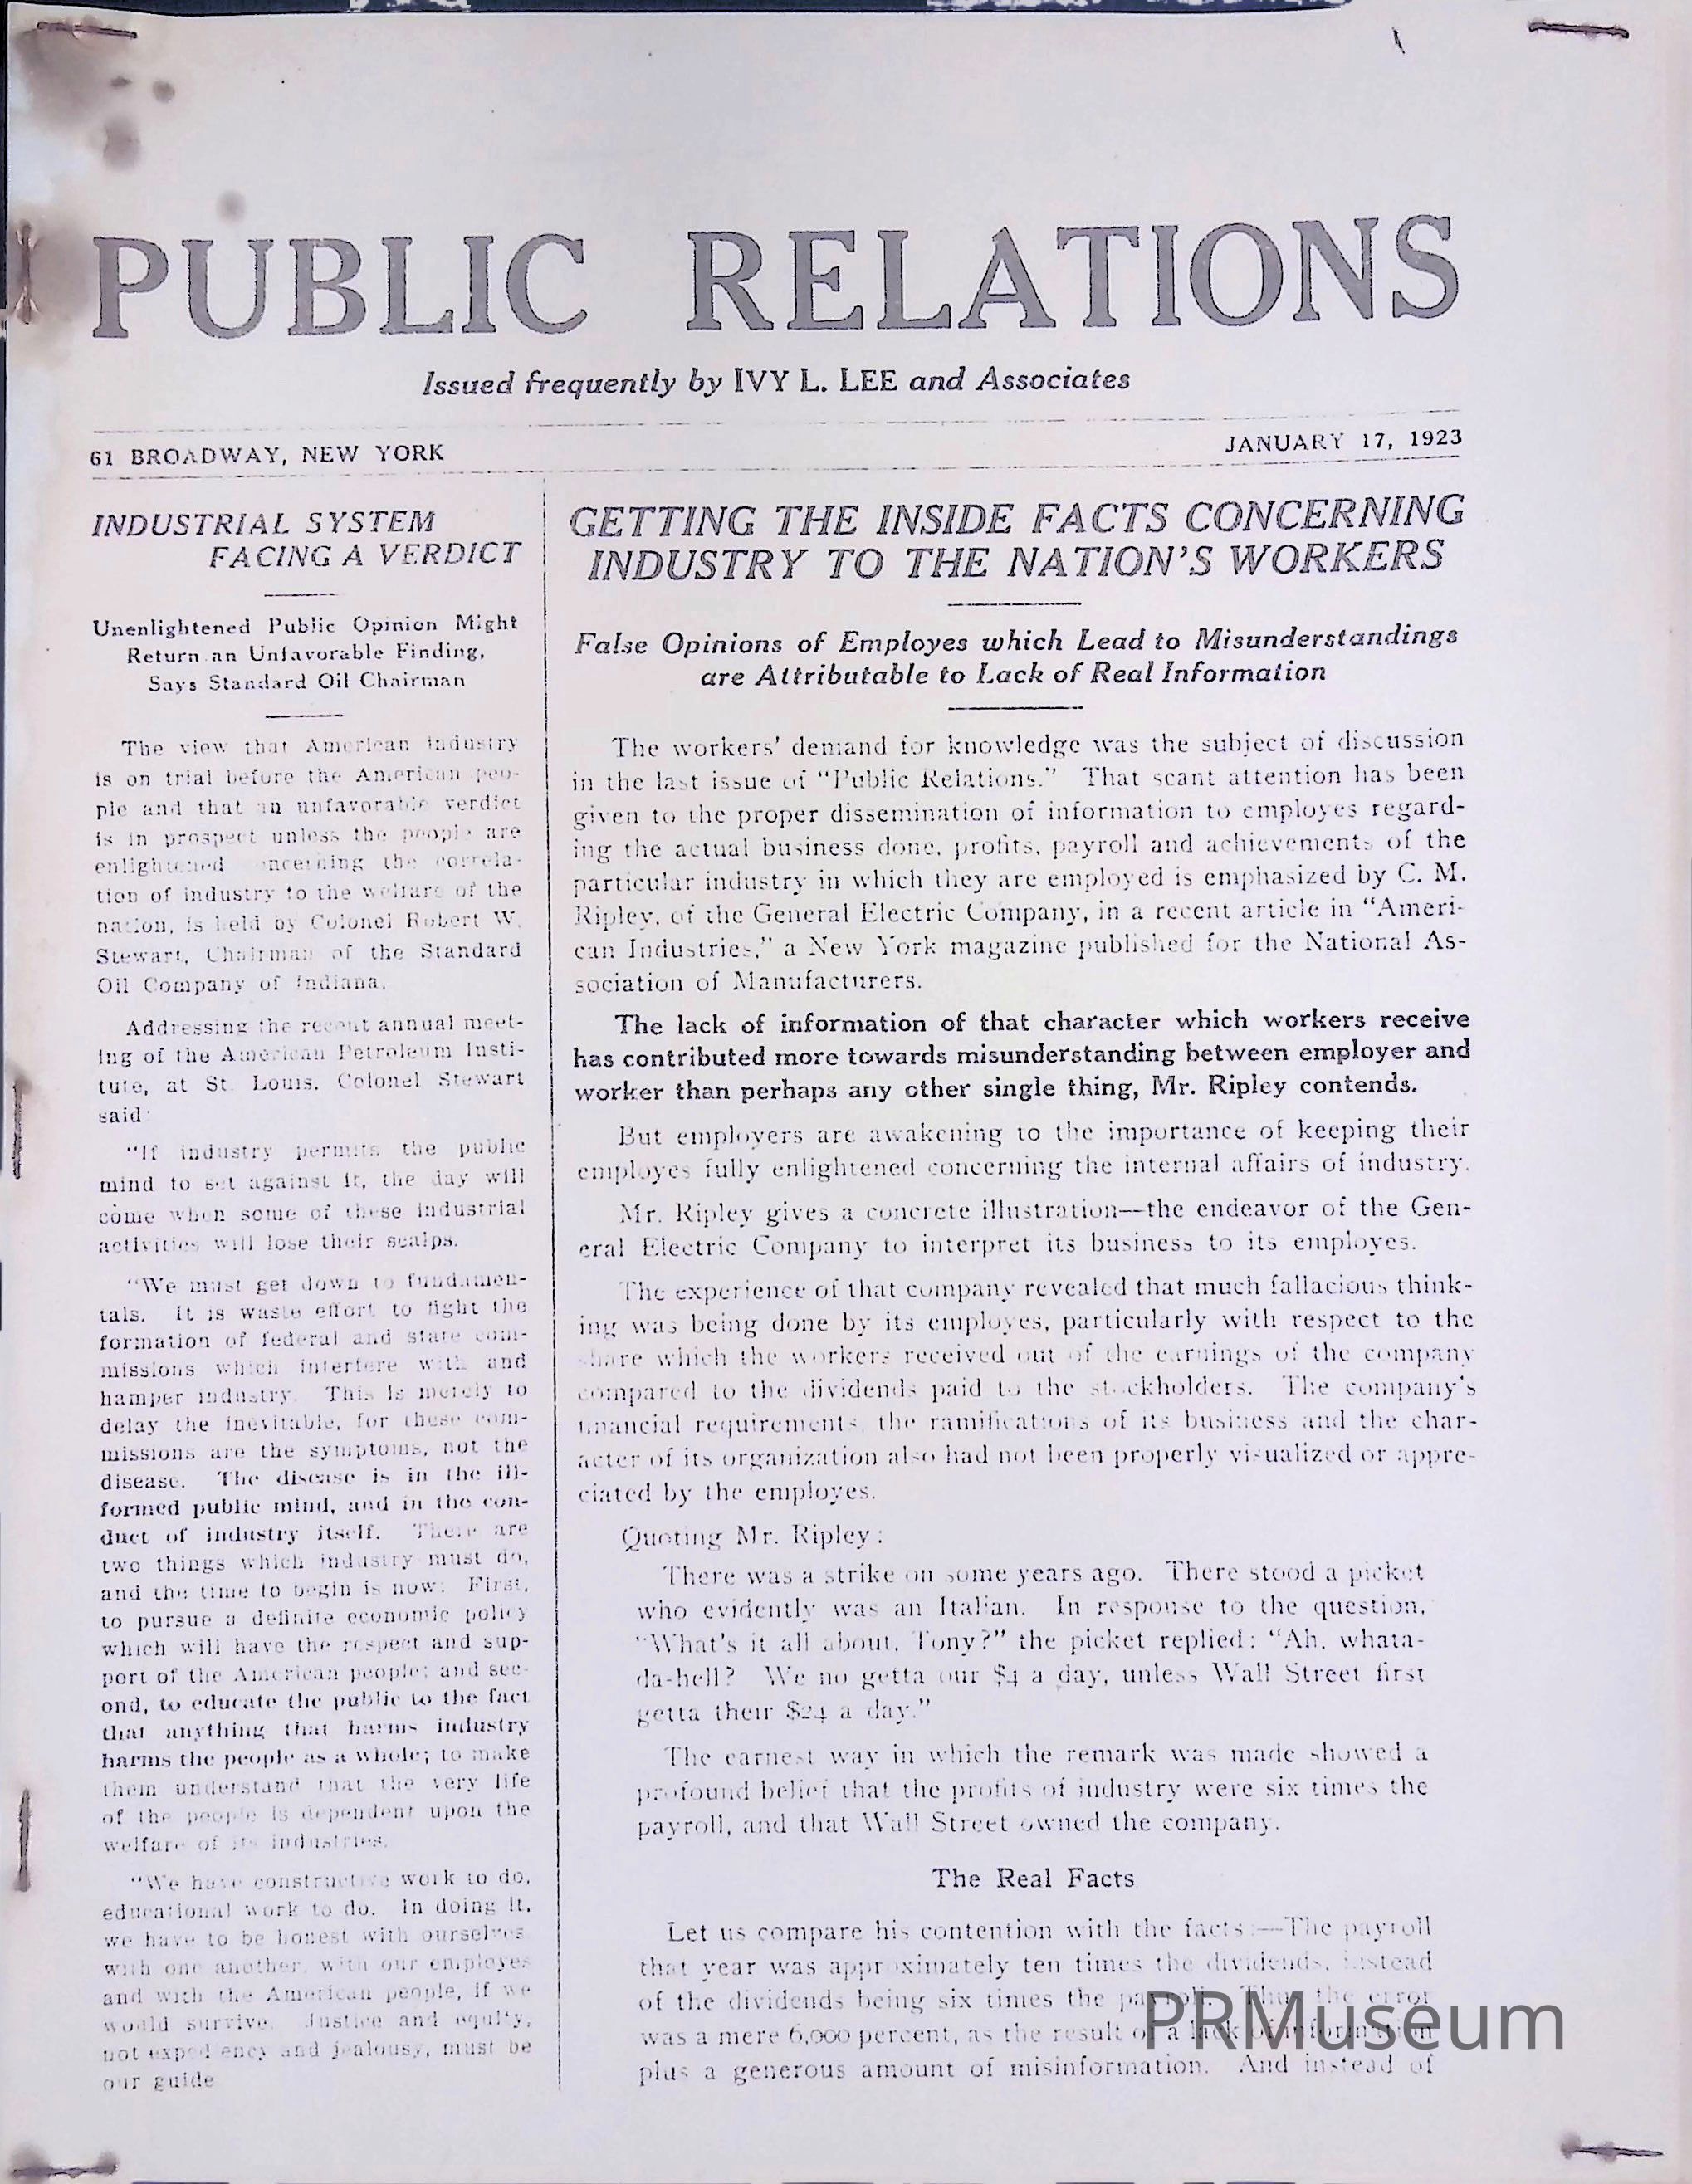 PUBLIC RELATIONS
Issued frequently by IVY L. LEE and Associates
61 BROADWAY, NEW YORK
JANUARY 17, 1923
INDUSTRIAL SYSTEM
FACING A VERDICT
Unenlightened Public Opinion Might
Return an Unfavorable Finding,
Says Standard Oil Chairman
The view that American industry
is on trial before the American peo-
ple and that an unfavorable verdict
is in prospect unless the people are
enlightened the correla-
tion of industry to the welfare of the
nation, is held by Colonel Robert W.
Stewart, Chairman of the Standard
Oil Company of Indiana.
Addressing the recent annual meet-
ing of the American Petroleum Insti-
tute, at St. Louis, Colonel Stewart
said:
"If industry permits the public
mind to set against it, the day will
come when some of these industrial
activities will lose their scalps.
"We must get down to fundamen-
tals. It is waste effort to fight the
formation of federal and state com-
missions which interfere with and
hamper industry. This is merely to
delay the inevitable, for these com-
missions are the symptoms, not the
disease. The disease is in the ill-
formed public mind, and in the con-
duct of industry itself. There are
two things which industry must do,
and the time to begin is now: First,
to pursue a definite economic policy
which will have the respect and sup-
port of the American people; and sec-
ond, to educate the public to the fact
that anything that harms industry
harms the people as a whole; to make
them understand that the very life
of the people is dependent upon the
welfare of its industries.
"We have constructive work to do,
educational work to do. In doing it,
we have to be honest with ourselves
with one another, with our employes
and with the American people, if we
would survive. Justice and equity,
not expediency and jealousy, must be
our guide
GETTING THE INSIDE FACTS CONCERNING
INDUSTRY TO THE NATION'S WORKERS
False Opinions of Employes which Lead to Misunderstandings
are Attributable to Lack of Real Information
The workers' demand for knowledge was the subject of discussion
in the last issue of "Public Relations." That scant attention has been
given to the proper dissemination of information to employes regard-
ing the actual business done, profits, payroll and achievements of the
particular industry in which they are employed is emphasized by C. M.
Ripley, of the General Electric Company, in a recent article in "Ameri-
can Industries," a New York magazine published for the National As-
sociation of Manufacturers.
The lack of information of that character which workers receive
has contributed more towards misunderstanding between employer and
worker than perhaps any other single thing, Mr. Ripley contends.
But employers are awakening to the importance of keeping their
employes fully enlightened concerning the internal affairs of industry.
Mr. Ripley gives a concrete illustration—the endeavor of the Gen-
eral Electric Company to interpret its business to its employes.
The experience of that company revealed that much fallacious think-
ing was being done by its employes, particularly with respect to the
share which the workers received out of the earnings of the company
compared to the dividends paid to the stockholders. The company's
financial requirements, the ramifications of its business and the char-
acter of its organization also had not been properly visualized or appre-
ciated by the employes.
Quoting Mr. Ripley:
There was a strike on some years ago. There stood a picket
who evidently was an Italian. In response to the question,
"What's it all about, Tony?" the picket replied: "Ah, whata-
da-hell? We no getta our $4 a day, unless Wall Street first
getta their $24 a day."
The earnest way in which the remark was made showed a
profound belief that the profits of industry were six times the
payroll, and that Wall Street owned the company.
The Real Facts
Let us compare his contention with the facts:—The payroll
that year was approximately ten times the dividends, instead
of the dividends being six times the payroll. Thus the error
was a mere 6,000 percent, as the result of a lack of information
plus a generous amount of misinformation. And instead of
PRMuseum